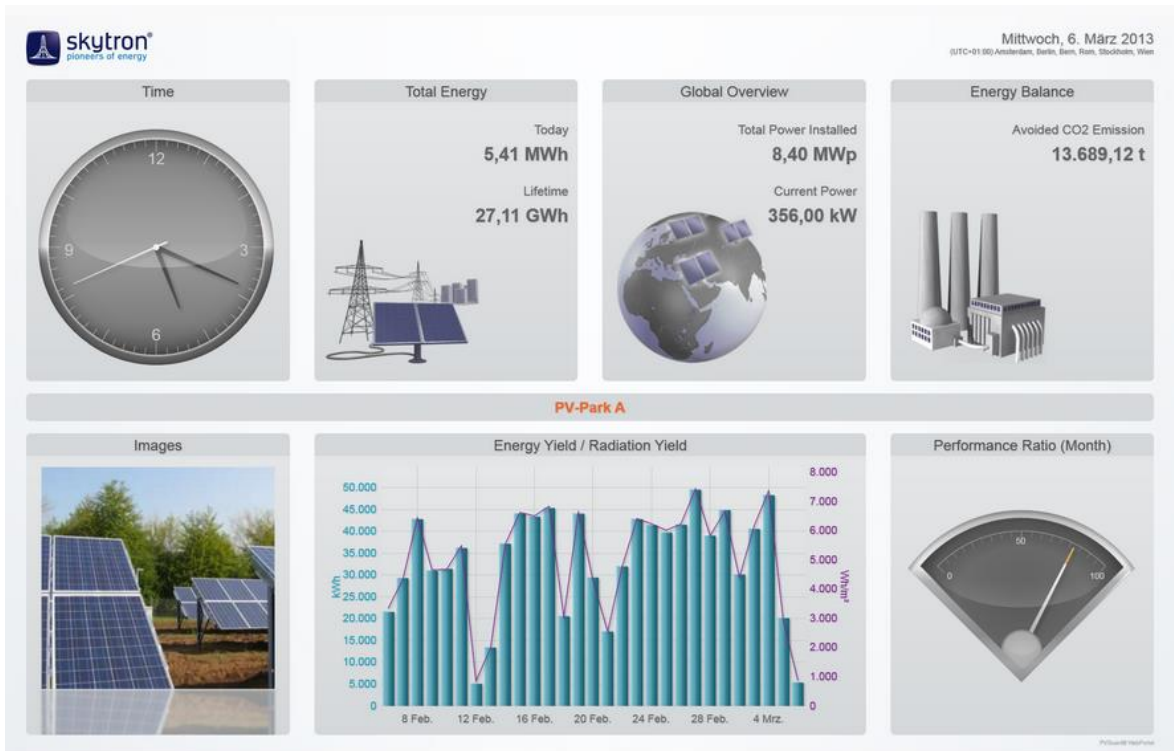 skytron®
pioneers of energy
Mittwoch, 6. März 2013
(UTC+01:00) Amsterdam, Berlin, Bern, Rom, Stockholm, Wien
Time
12
3
6
9
Total Energy
Today
5,41 MWh
Lifetime
27,11 GWh
Global Overview
Total Power Installed
8,40 MWp
Current Power
356,00 kW
Energy Balance
Avoided CO2 Emission
13.689,12 t
PV-Park A
Images
Energy Yield / Radiation Yield
kWh
50.000
45.000
40.000
35.000
30.000
25.000
20.000
15.000
10.000
5.000
0
8 Feb. 12 Feb. 16 Feb. 20 Feb. 24 Feb. 28 Feb. 4 Mrz.
8.000
7.000
6.000
5.000
4.000
3.000
2.000
1.000
0
Wh/m²
Performance Ratio (Month)
0
50
100